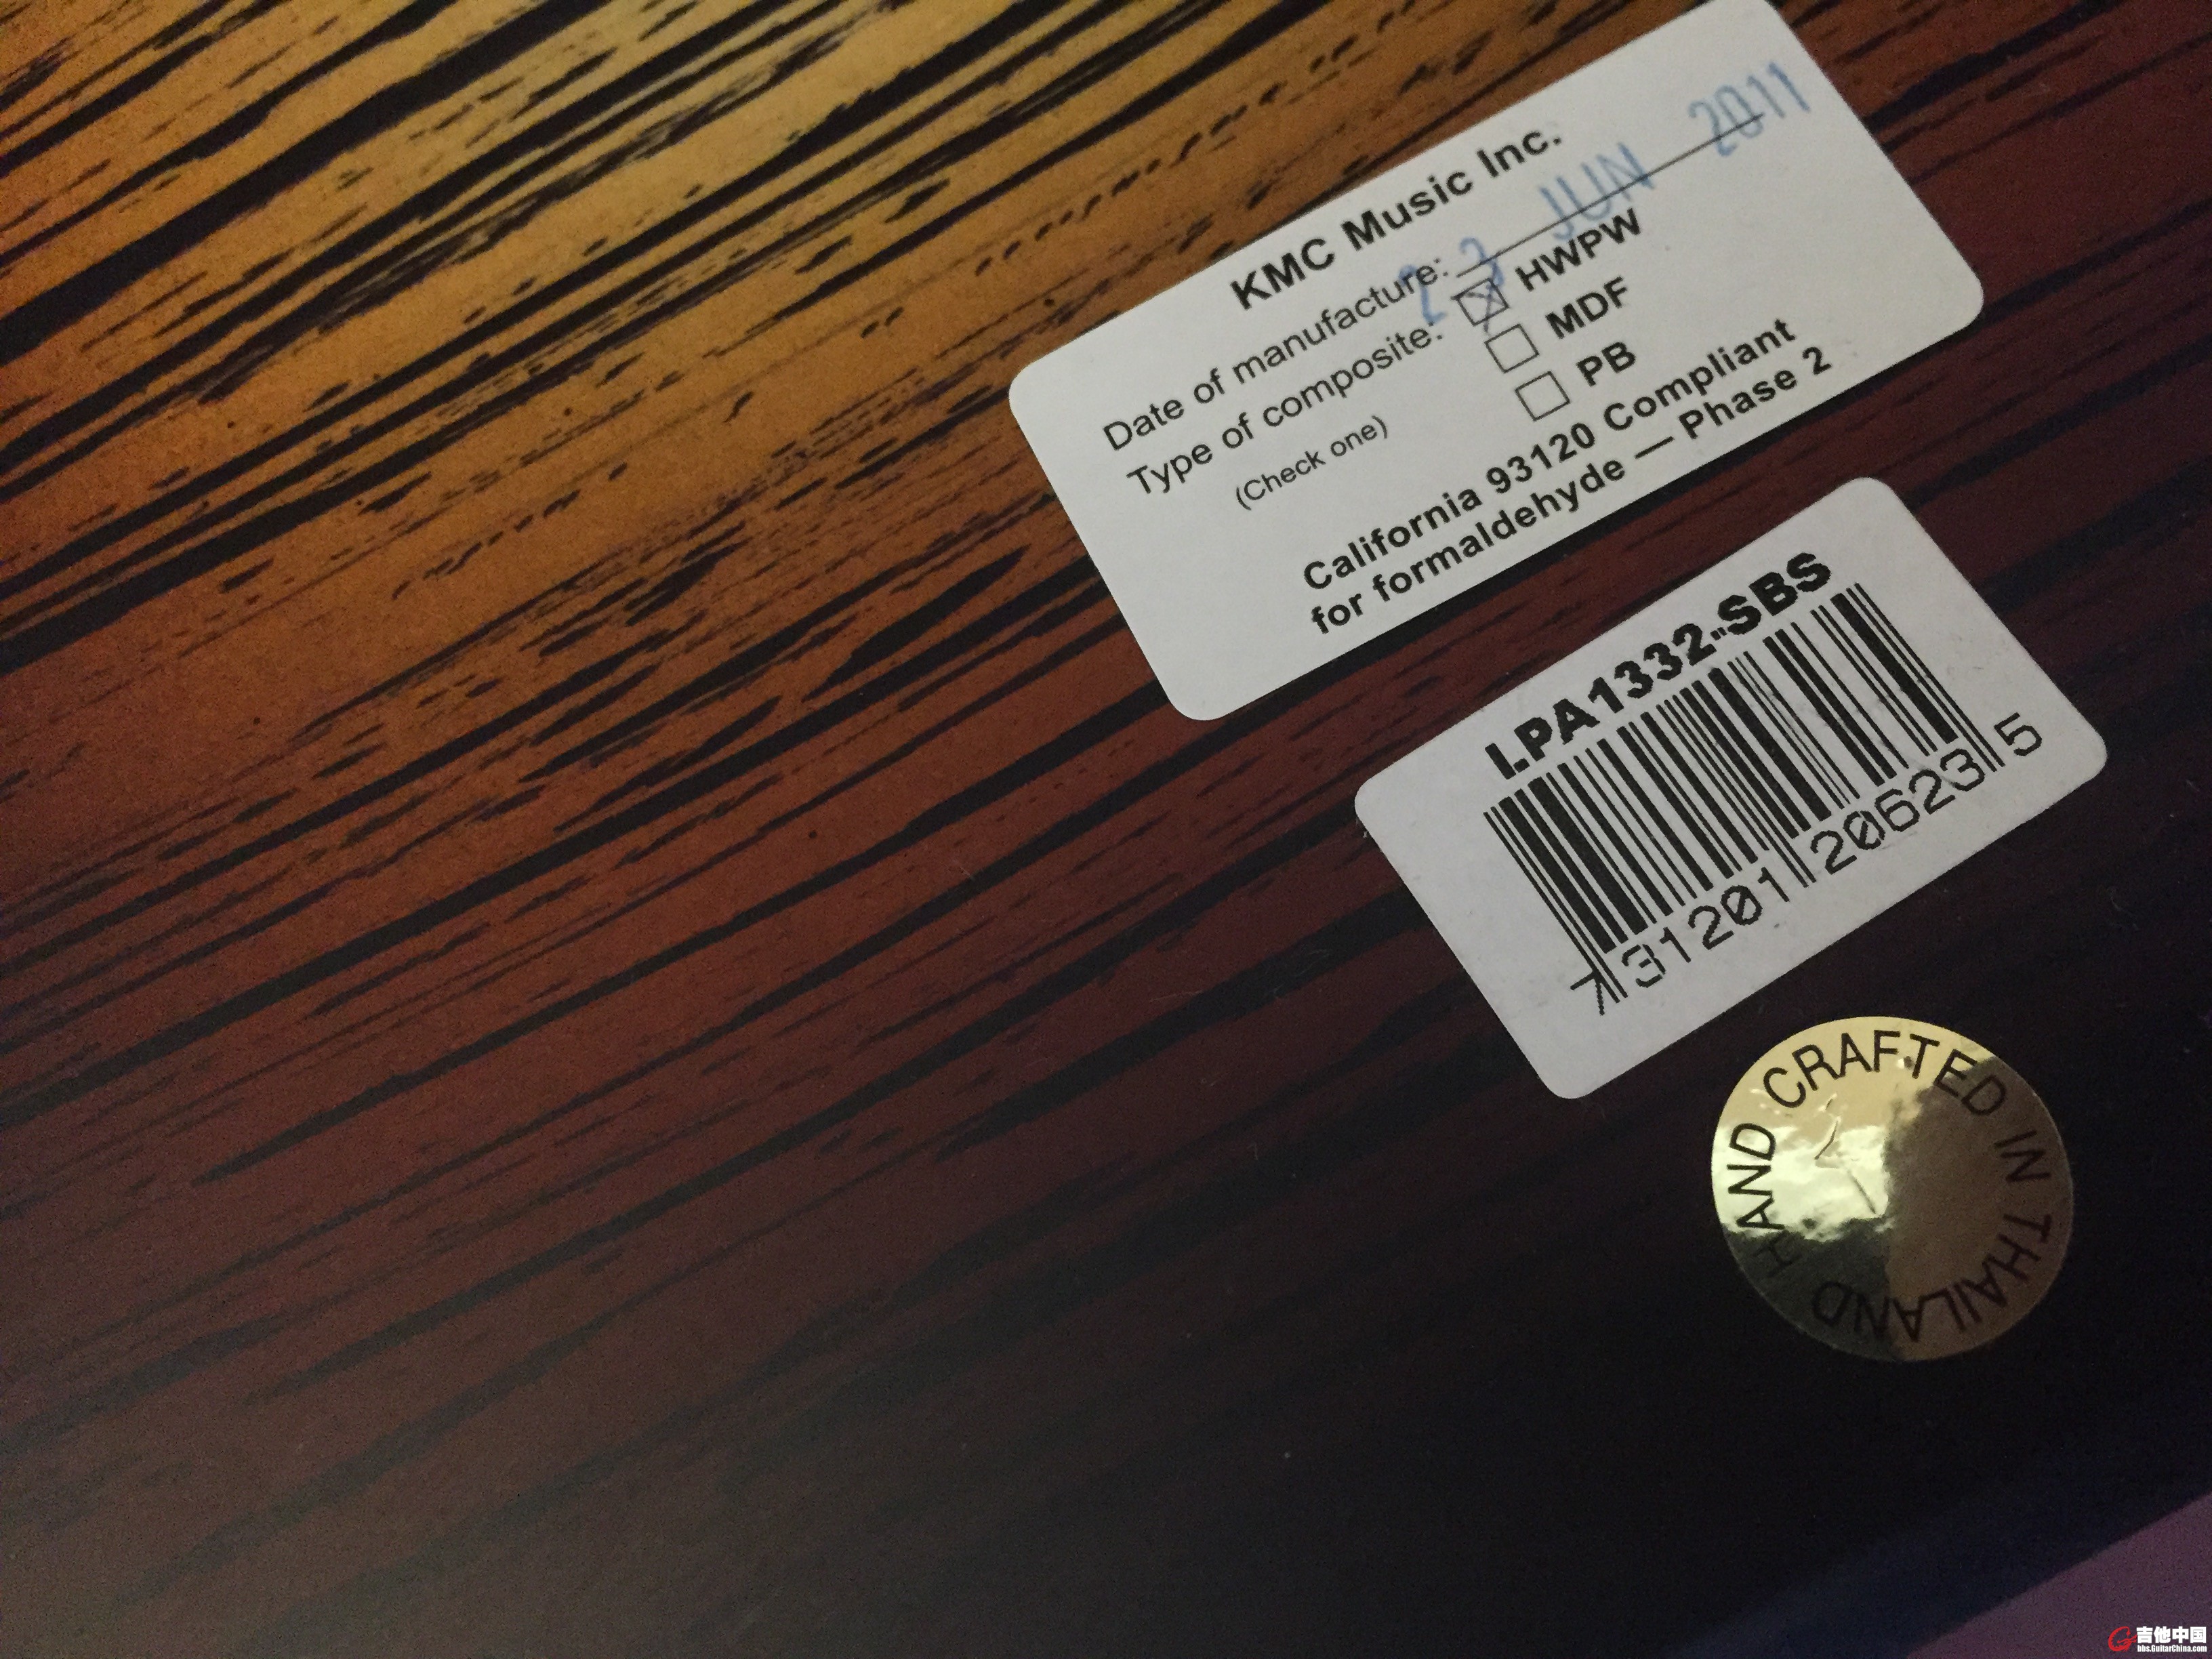 KMC Music Inc.
Date of manufacture: 23 JUN 2011
Type of composite: ☒ HWPW
(Check one) ☐ MDF
☐ PB
California 93120 Compliant
for formaldehyde — Phase 2
LPA1332-SBS
7 31201 20623 5
HAND CRAFTED IN THAILAND
吉他中国
bbs.GuitarChina.com